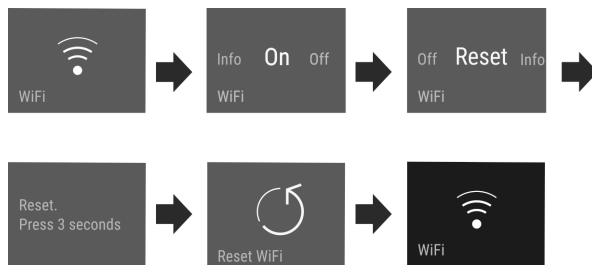 WiFi
Info On Off
WiFi
Off Reset Info
WiFi
Reset.
Press 3 seconds
Reset WiFi
WiFi